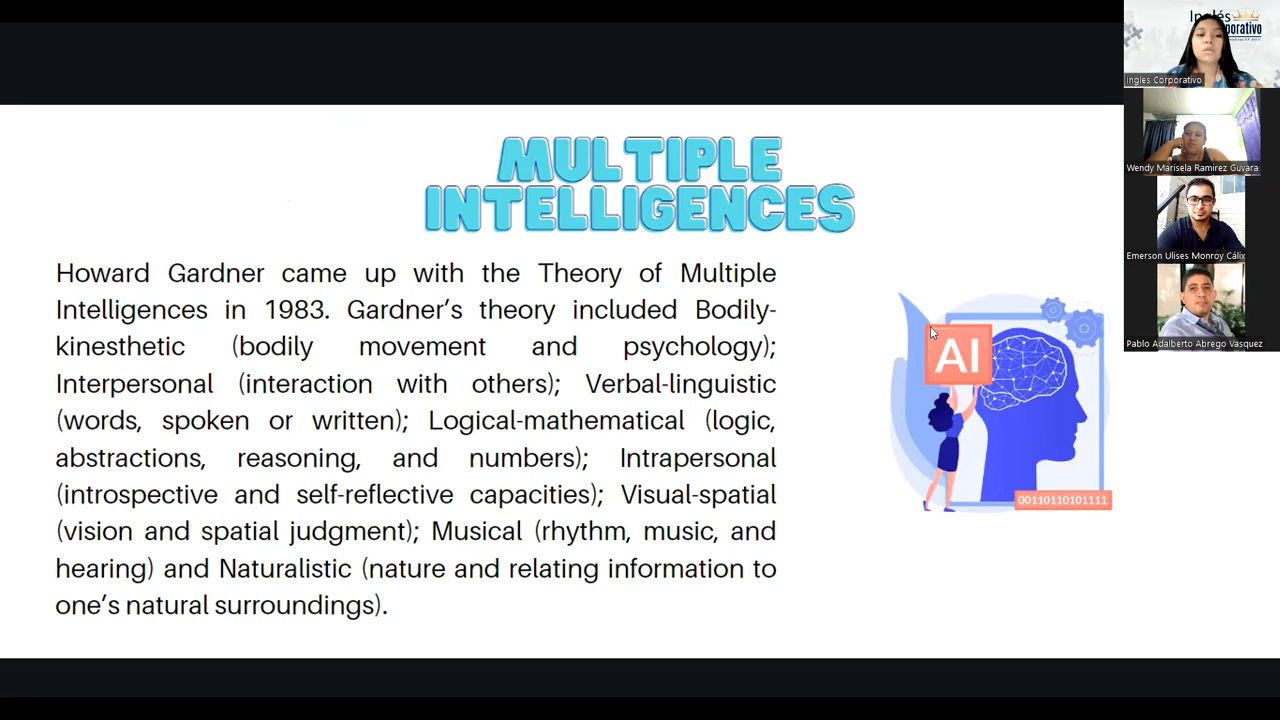 MULTIPLE
INTELLIGENCES
Howard Gardner came up with the Theory of Multiple
Intelligences in 1983. Gardner's theory included Bodily-
kinesthetic (bodily movement and psychology);
Interpersonal (interaction with others); Verbal-linguistic
(words, spoken or written); Logical-mathematical (logic,
abstractions, reasoning, and numbers); Intrapersonal
(introspective and self-reflective capacities); Visual-spatial
(vision and spatial judgment); Musical (rhythm, music, and
hearing) and Naturalistic (nature and relating information to
one's natural surroundings).
AI
00110110101111
Ingles Corporativo
Wendy Marisela Ramirez Guvara
Emerson Ulises Monroy Cálix
Pablo Adalberto Abrego Vasquez